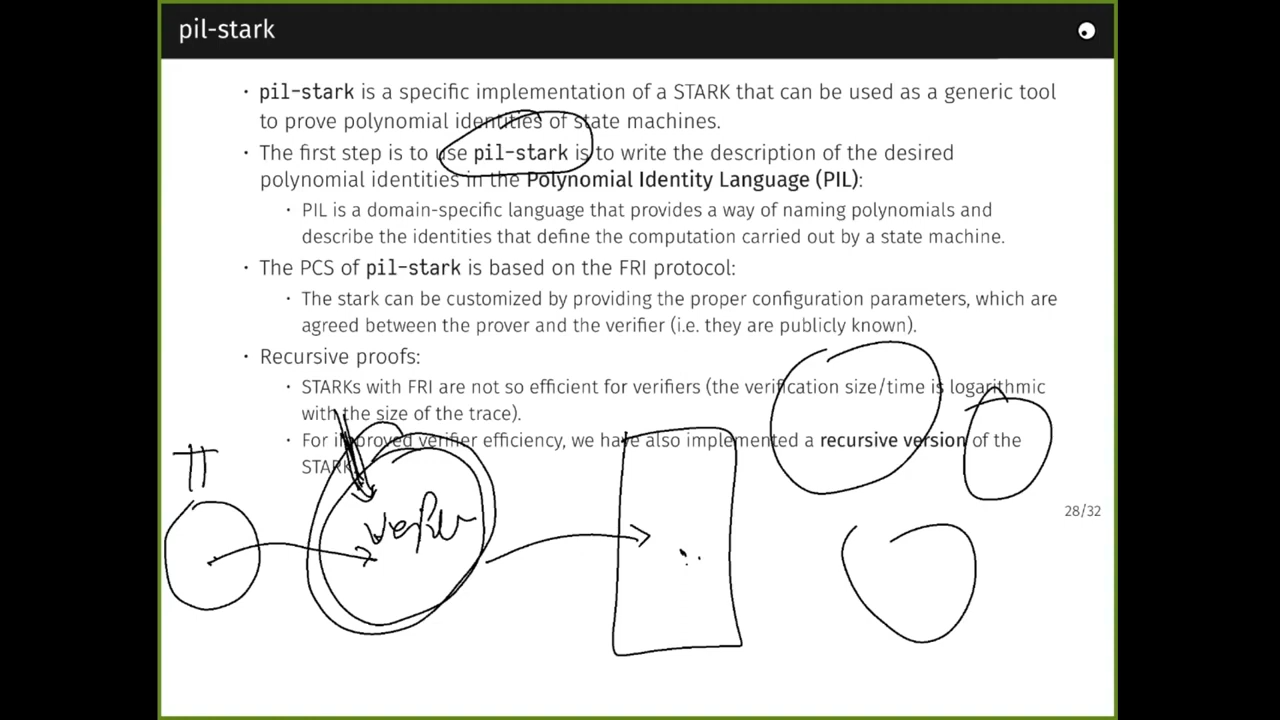 pil-stark
· pil-stark is a specific implementation of a STARK that can be used as a generic tool
to prove polynomial identities of state machines.
· The first step is to use pil-stark is to write the description of the desired
polynomial identities in the Polynomial Identity Language (PIL):
· PIL is a domain-specific language that provides a way of naming polynomials and
describe the identities that define the computation carried out by a state machine.
· The PCS of pil-stark is based on the FRI protocol:
· The stark can be customized by providing the proper configuration parameters, which are
agreed between the prover and the verifier (i.e. they are publicly known).
· Recursive proofs:
· STARKs with FRI are not so efficient for verifiers (the verification size/time is logarithmic
with the size of the trace).
· For improved verifier efficiency, we have also implemented a recursive version of the
STARK
π
28/32